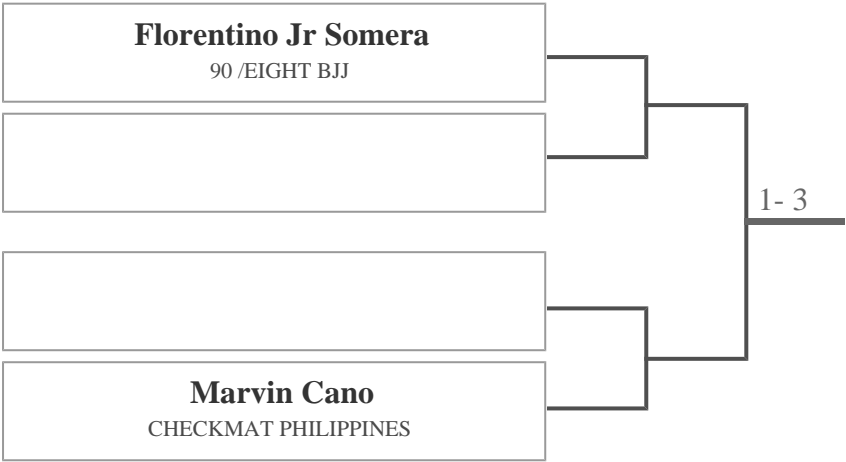 Florentino Jr Somera
90 /EIGHT BJJ
1- 3
Marvin Cano
CHECKMAT PHILIPPINES